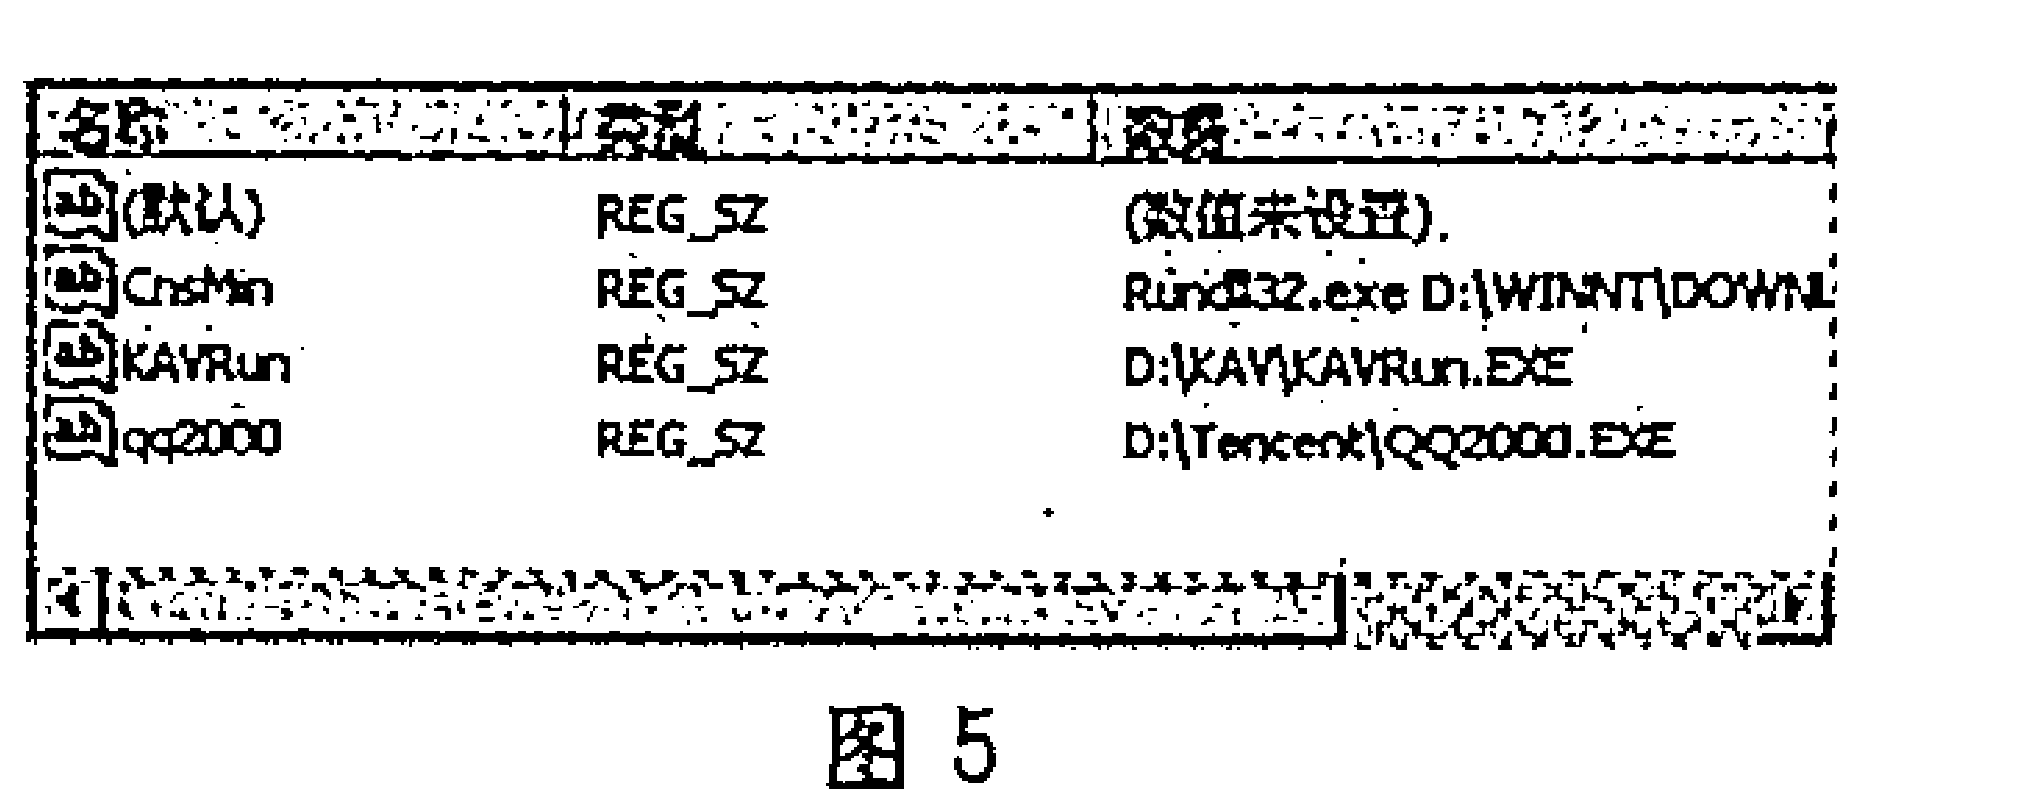 名称 类型 数据
(默认) REG_SZ (数值未设置).
CnsMin REG_SZ Rundll32.exe D:\WINNT\DOWNL
KAVRun REG_SZ D:\KAV\KAVRun.EXE
qq2000 REG_SZ D:\Tencent\QQ2000.EXE
图 5